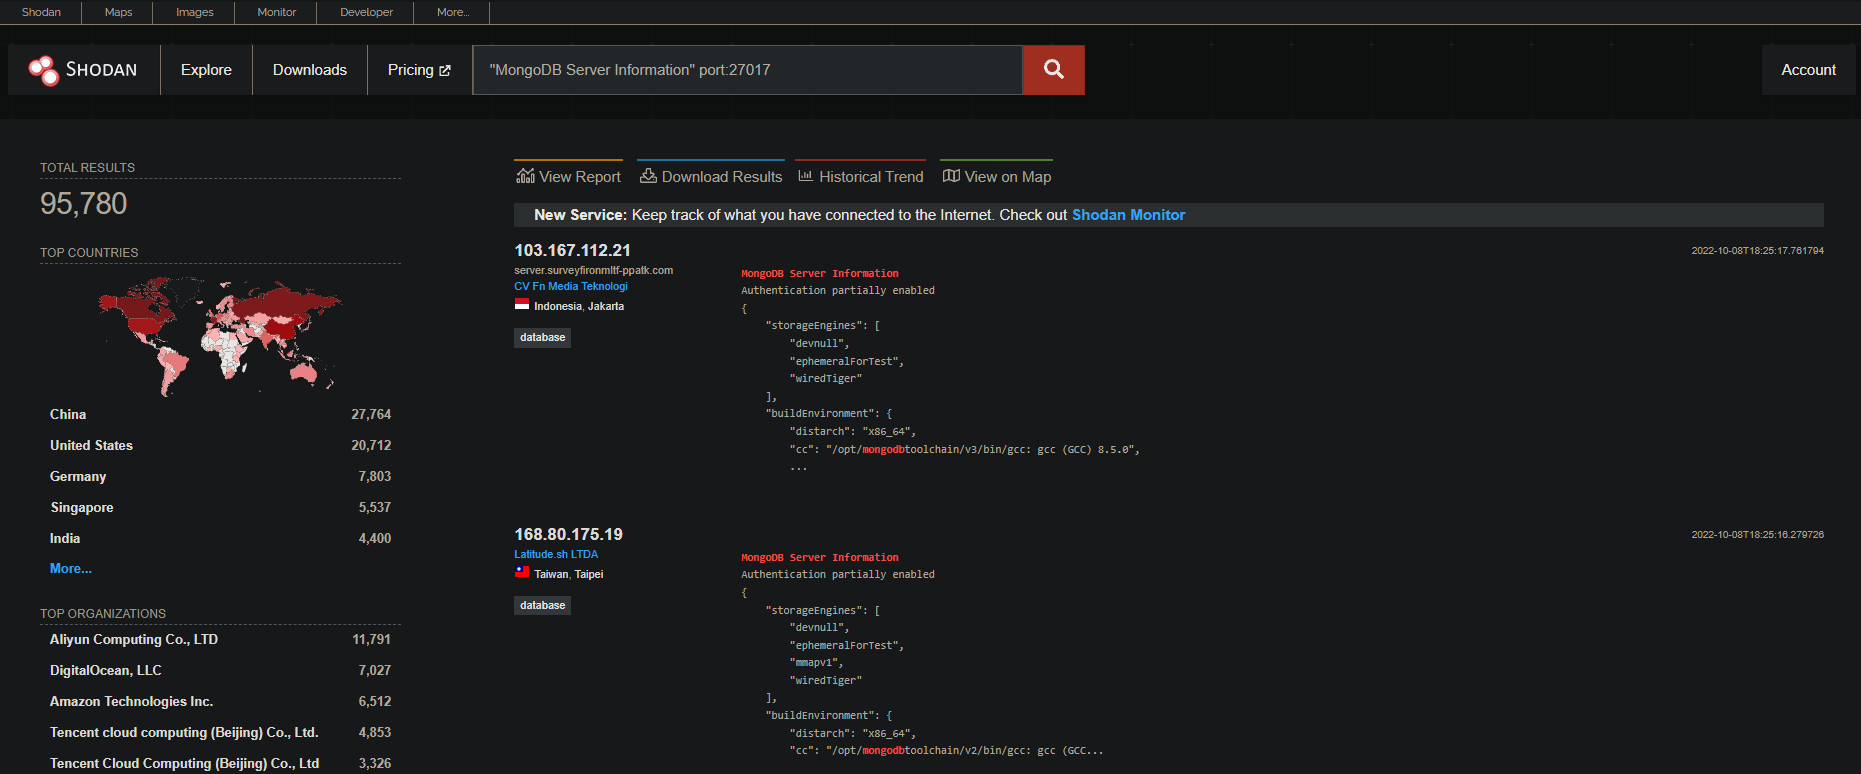 Shodan Maps Images Monitor Developer More...
SHODAN Explore Downloads Pricing "MongoDB Server Information" port:27017 Account
TOTAL RESULTS
95,780
TOP COUNTRIES
China 27,764
United States 20,712
Germany 7,803
Singapore 5,537
India 4,400
More...
TOP ORGANIZATIONS
Aliyun Computing Co., LTD 11,791
DigitalOcean, LLC 7,027
Amazon Technologies Inc. 6,512
Tencent cloud computing (Beijing) Co., Ltd. 4,853
Tencent Cloud Computing (Beijing) Co., Ltd 3,326
View Report Download Results Historical Trend View on Map
New Service: Keep track of what you have connected to the Internet. Check out Shodan Monitor
103.167.112.21 2022-10-08T18:25:17.761794
server.surveyfironmltf-ppatk.com
CV Fn Media Teknologi
Indonesia, Jakarta
database
MongoDB Server Information
Authentication partially enabled
{
"storageEngines": [
"devnull",
"ephemeralForTest",
"wiredTiger"
],
"buildEnvironment": {
"distarch": "x86_64",
"cc": "/opt/mongodbtoolchain/v3/bin/gcc: gcc (GCC) 8.5.0",
...
168.80.175.19 2022-10-08T18:25:16.279726
Latitude.sh LTDA
Taiwan, Taipei
database
MongoDB Server Information
Authentication partially enabled
{
"storageEngines": [
"devnull",
"ephemeralForTest",
"mmapv1",
"wiredTiger"
],
"buildEnvironment": {
"distarch": "x86_64",
"cc": "/opt/mongodbtoolchain/v2/bin/gcc: gcc (GCC...